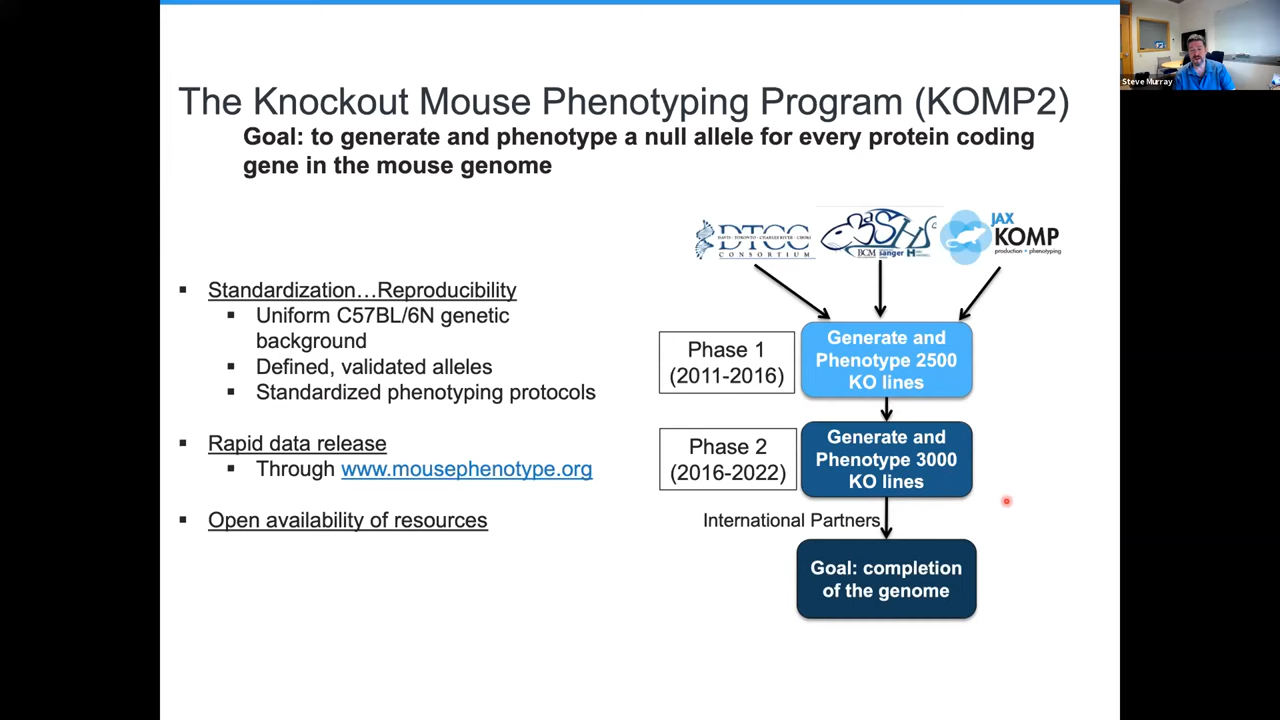 Steve Murray
The Knockout Mouse Phenotyping Program (KOMP2)
Goal: to generate and phenotype a null allele for every protein coding
gene in the mouse genome
▪ Standardization…Reproducibility
▪ Uniform C57BL/6N genetic
background
▪ Defined, validated alleles
▪ Standardized phenotyping protocols
▪ Rapid data release
▪ Through www.mousephenotype.org
▪ Open availability of resources
DTCC
CONSORTIUM
BaSH
BCM sanger
JAX
KOMP
production + phenotyping
Phase 1
(2011-2016)
Generate and
Phenotype 2500
KO lines
Phase 2
(2016-2022)
Generate and
Phenotype 3000
KO lines
International Partners
Goal: completion
of the genome